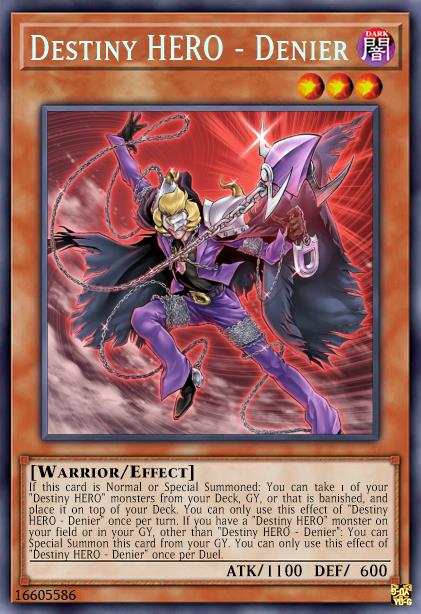 DESTINY HERO - DENIER
DARK
闇
[WARRIOR/EFFECT]
If this card is Normal or Special Summoned: You can take 1 of your
"Destiny HERO" monsters from your Deck, GY, or that is banished, and
place it on top of your Deck. You can only use this effect of "Destiny
HERO - Denier" once per turn. If you have a "Destiny HERO" monster on
your field or in your GY, other than "Destiny HERO - Denier": You can
Special Summon this card from your GY. You can only use this effect of
"Destiny HERO - Denier" once per Duel.
ATK/1100 DEF/ 600
16605586